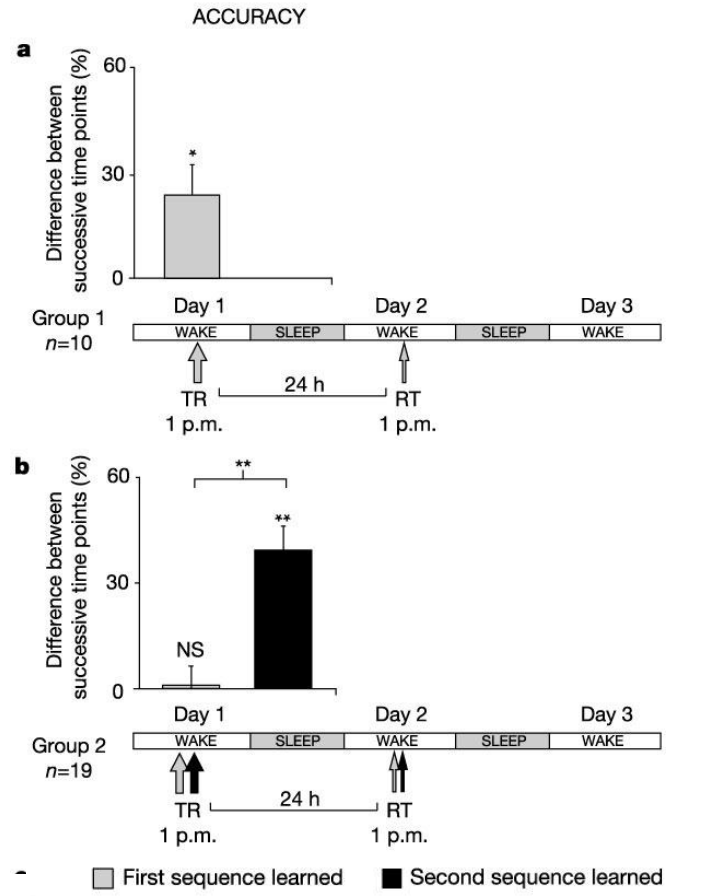 ACCURACY
a
Difference between
successive time points (%)
60
30
0
*
Day 1 Day 2 Day 3
Group 1
n=10
WAKE SLEEP WAKE SLEEP WAKE
24 h
TR RT
1 p.m. 1 p.m.
b
Difference between
successive time points (%)
60
30
0
**
**
NS
Day 1 Day 2 Day 3
Group 2
n=19
WAKE SLEEP WAKE SLEEP WAKE
24 h
TR RT
1 p.m. 1 p.m.
First sequence learned Second sequence learned